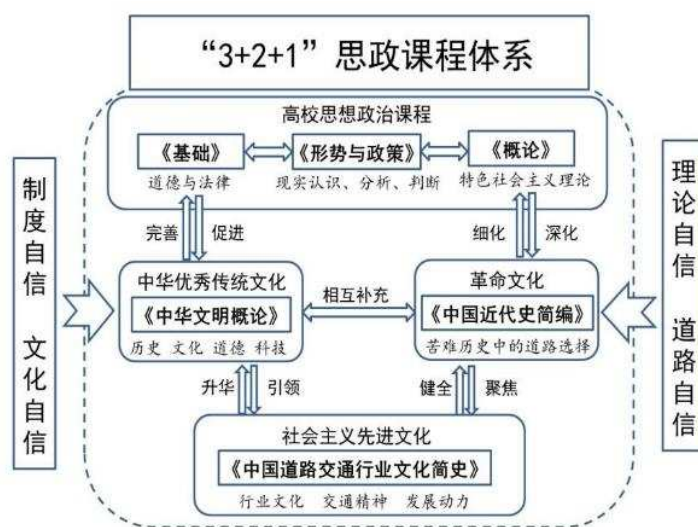 “3+2+1”思政课程体系
高校思想政治课程
《基础》
《形势与政策》
《概论》
道德与法律
现实认识、分析、判断
特色社会主义理论
制度自信 文化自信
理论自信 道路自信
完善
促进
细化
深化
中华优秀传统文化
《中华文明概论》
历史 文化 道德 科技
相互补充
革命文化
《中国近代史简编》
苦难历史中的道路选择
升华
引领
健全
聚焦
社会主义先进文化
《中国道路交通行业文化简史》
行业文化 交通精神 发展动力